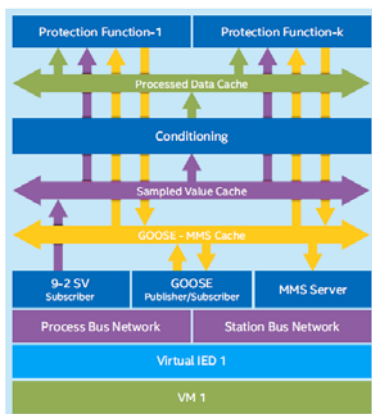 Protection Function-1
Protection Function-k
Processed Data Cache
Conditioning
Sampled Value Cache
GOOSE - MMS Cache
9-2 SV
Subscriber
GOOSE
Publisher/Subscriber
MMS Server
Process Bus Network
Station Bus Network
Virtual IED 1
VM 1